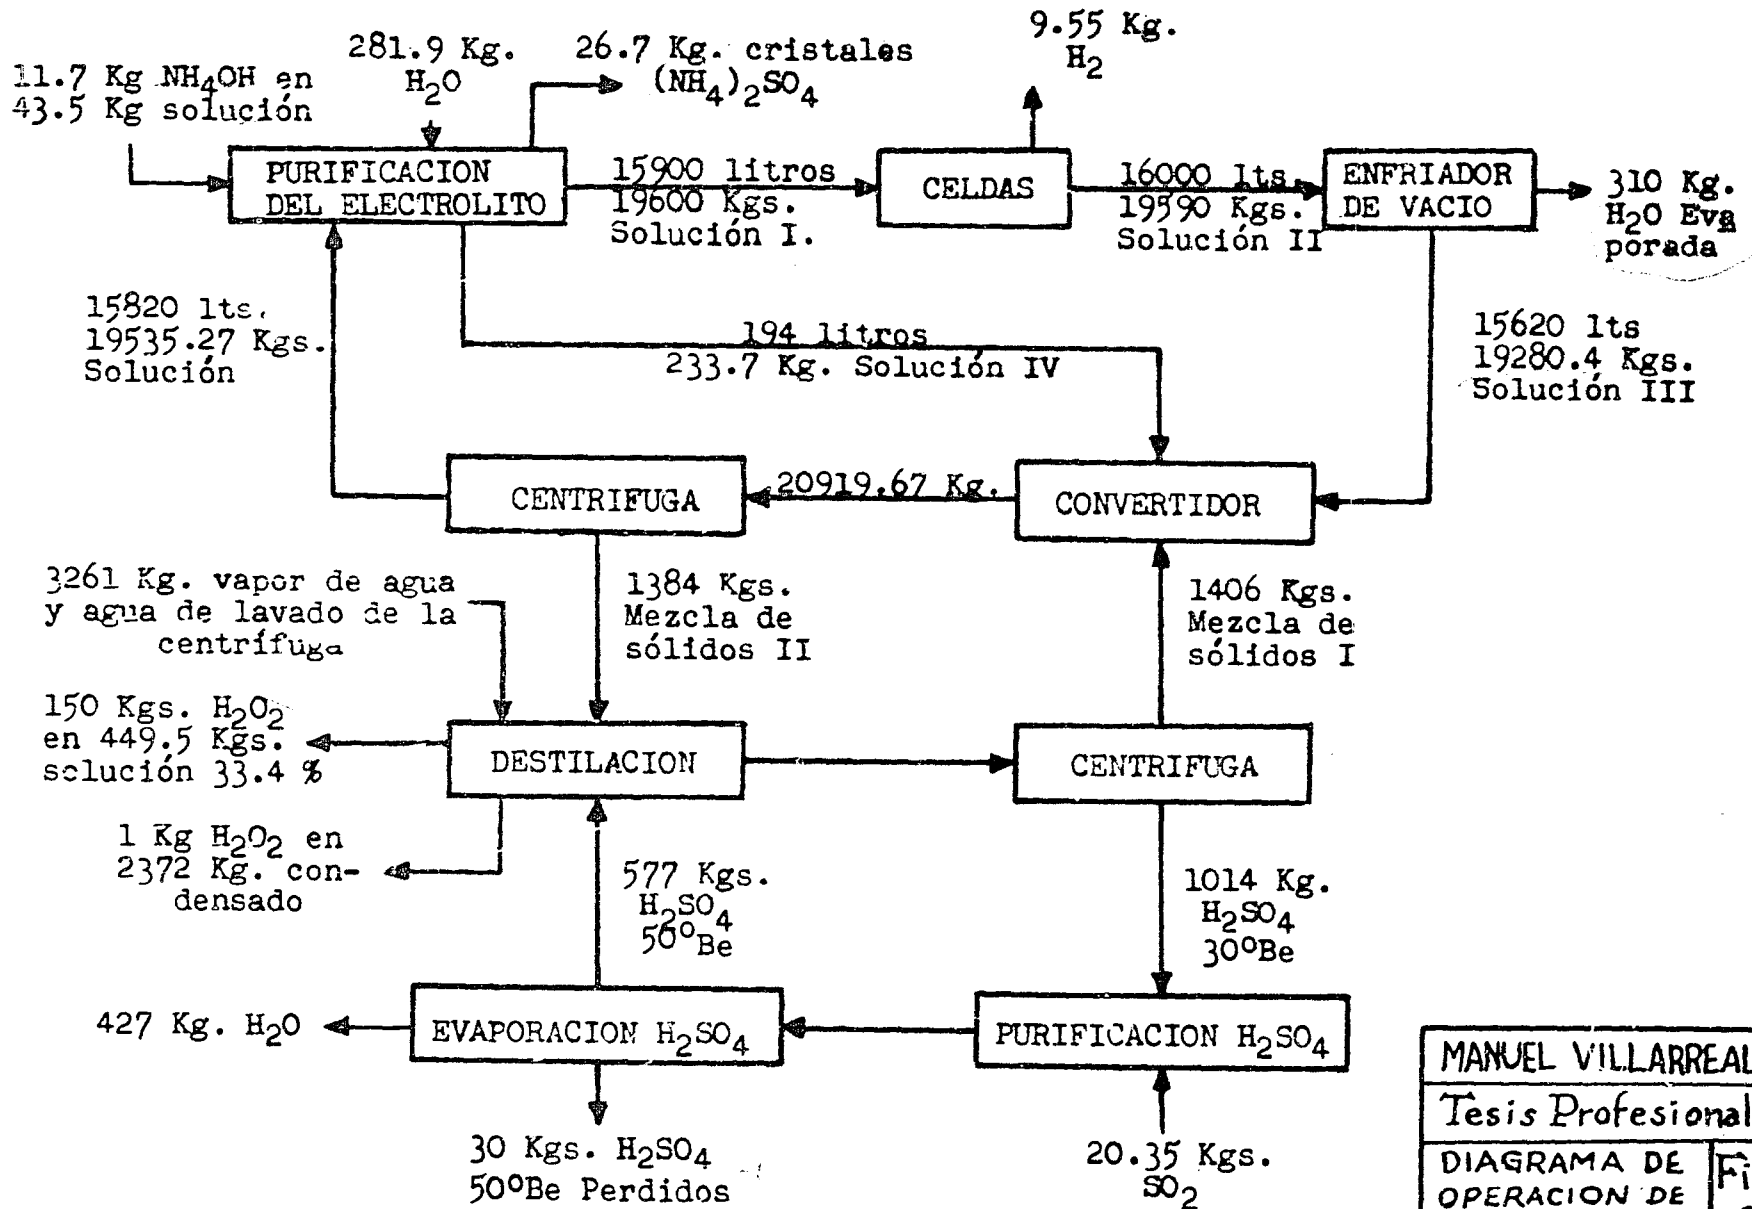 11.7 Kg NH4OH en
43.5 Kg solución
281.9 Kg.
H2O
26.7 Kg. cristales
(NH4)2SO4
9.55 Kg.
H2
PURIFICACION
DEL ELECTROLITO
15900 litros
19600 Kgs.
Solución I.
CELDAS
16000 lts.
19590 Kgs.
Solución II
ENFRIADOR
DE VACIO
310 Kg.
H2O Eva
porada
15820 lts.
19535.27 Kgs.
Solución
194 litros
233.7 Kg. Solución IV
15620 lts
19280.4 Kgs.
Solución III
CENTRIFUGA
20919.67 Kg.
CONVERTIDOR
3261 Kg. vapor de agua
y agua de lavado de la
centrífuga
1384 Kgs.
Mezcla de
sólidos II
1406 Kgs.
Mezcla de
sólidos I
150 Kgs. H2O2
en 449.5 Kgs.
solución 33.4 %
DESTILACION
CENTRIFUGA
1 Kg H2O2 en
2372 Kg. con-
densado
577 Kgs.
H2SO4
50ºBe
1014 Kg.
H2SO4
30ºBe
427 Kg. H2O
EVAPORACION H2SO4
PURIFICACION H2SO4
30 Kgs. H2SO4
50ºBe Perdidos
20.35 Kgs.
SO2
MANUEL VILLARREAL
Tesis Profesional
DIAGRAMA DE
OPERACION DE